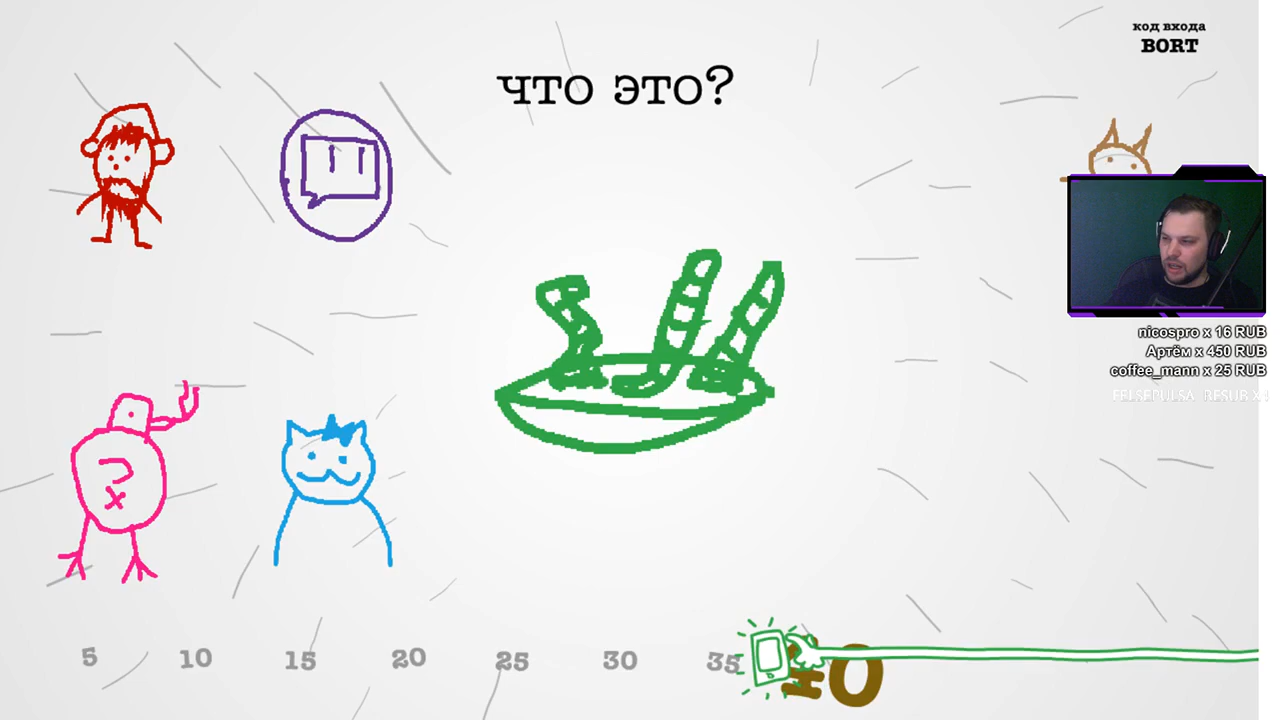 код входа
BORT
что это?
nicospro x 16 RUB
Артём x 450 RUB
coffee_mann x 25 RUB
? x
5 10 15 20 25 30 35